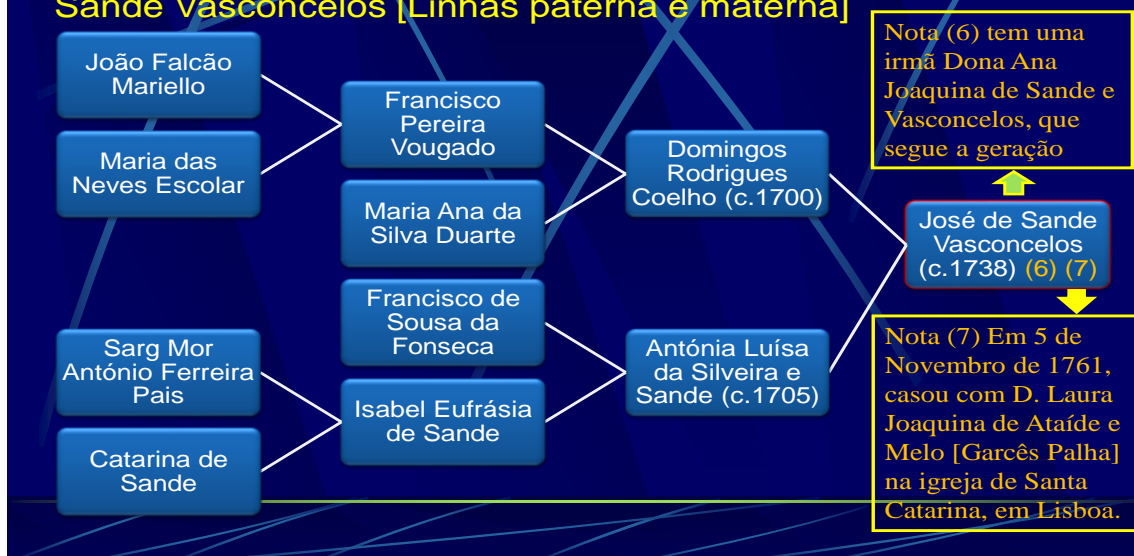 Sande Vasconcelos [Linhas paterna e materna]
João Falcão
Mariello
Maria das
Neves Escolar
Sarg Mor
António Ferreira
Pais
Catarina de
Sande
Francisco
Pereira
Vougado
Maria Ana da
Silva Duarte
Francisco de
Sousa da
Fonseca
Isabel Eufrásia
de Sande
Domingos
Rodrigues
Coelho (c.1700)
Antónia Luísa
da Silveira e
Sande (c.1705)
Nota (6) tem uma
irmã Dona Ana
Joaquina de Sande e
Vasconcelos, que
segue a geração
José de Sande
Vasconcelos
(c.1738) (6) (7)
Nota (7) Em 5 de
Novembro de 1761,
casou com D. Laura
Joaquina de Ataíde e
Melo [Garcês Palha]
na igreja de Santa
Catarina, em Lisboa.